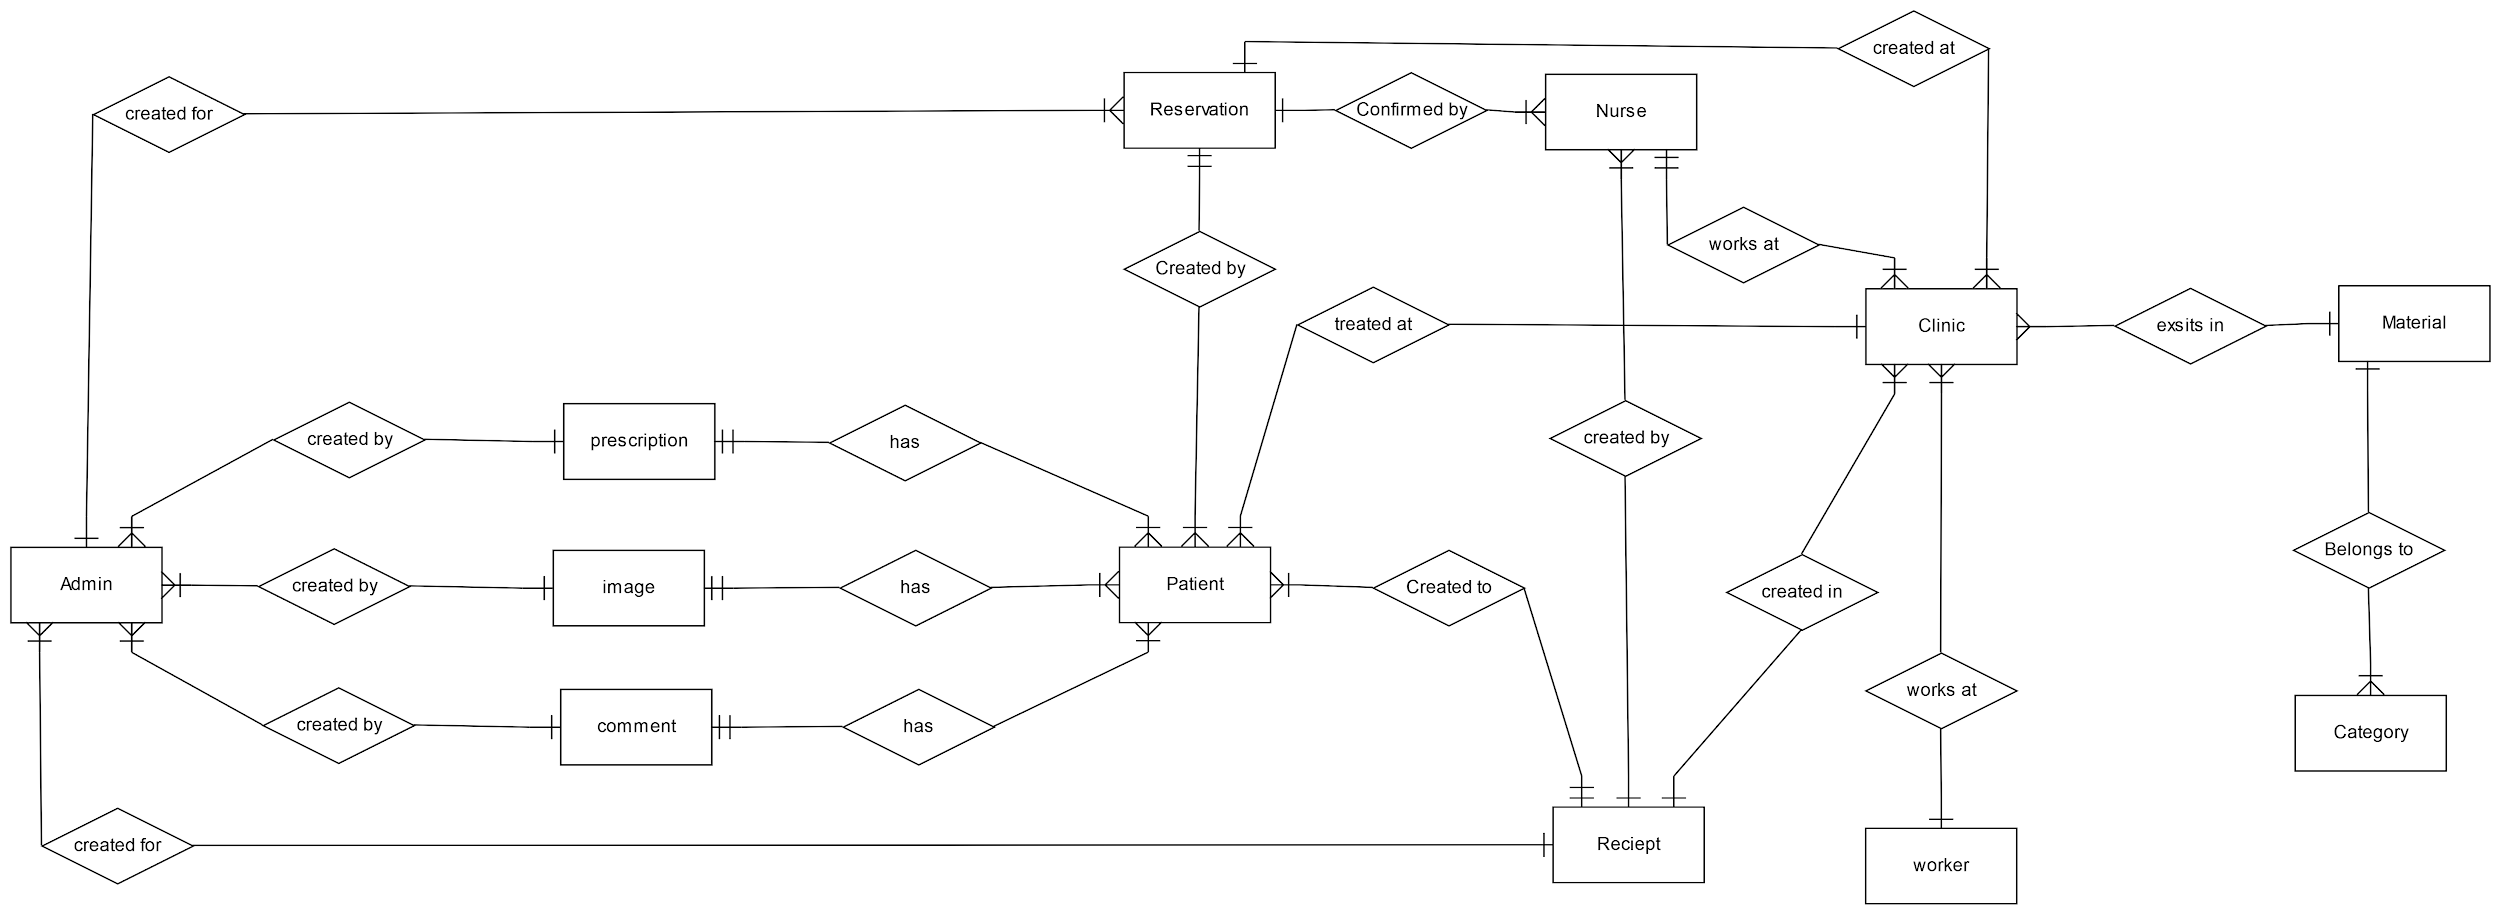 created at
created for
Reservation
Confirmed by
Nurse
works at
Created by
treated at
Clinic
exsits in
Material
created by
prescription
has
created by
Belongs to
Admin
created by
image
has
Patient
Created to
created in
created by
comment
has
works at
Category
created for
Reciept
worker